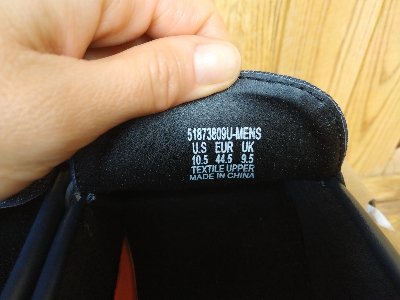 51873809U-MENS
U.S EUR UK
10.5 44.5 9.5
TEXTILE UPPER
MADE IN CHINA